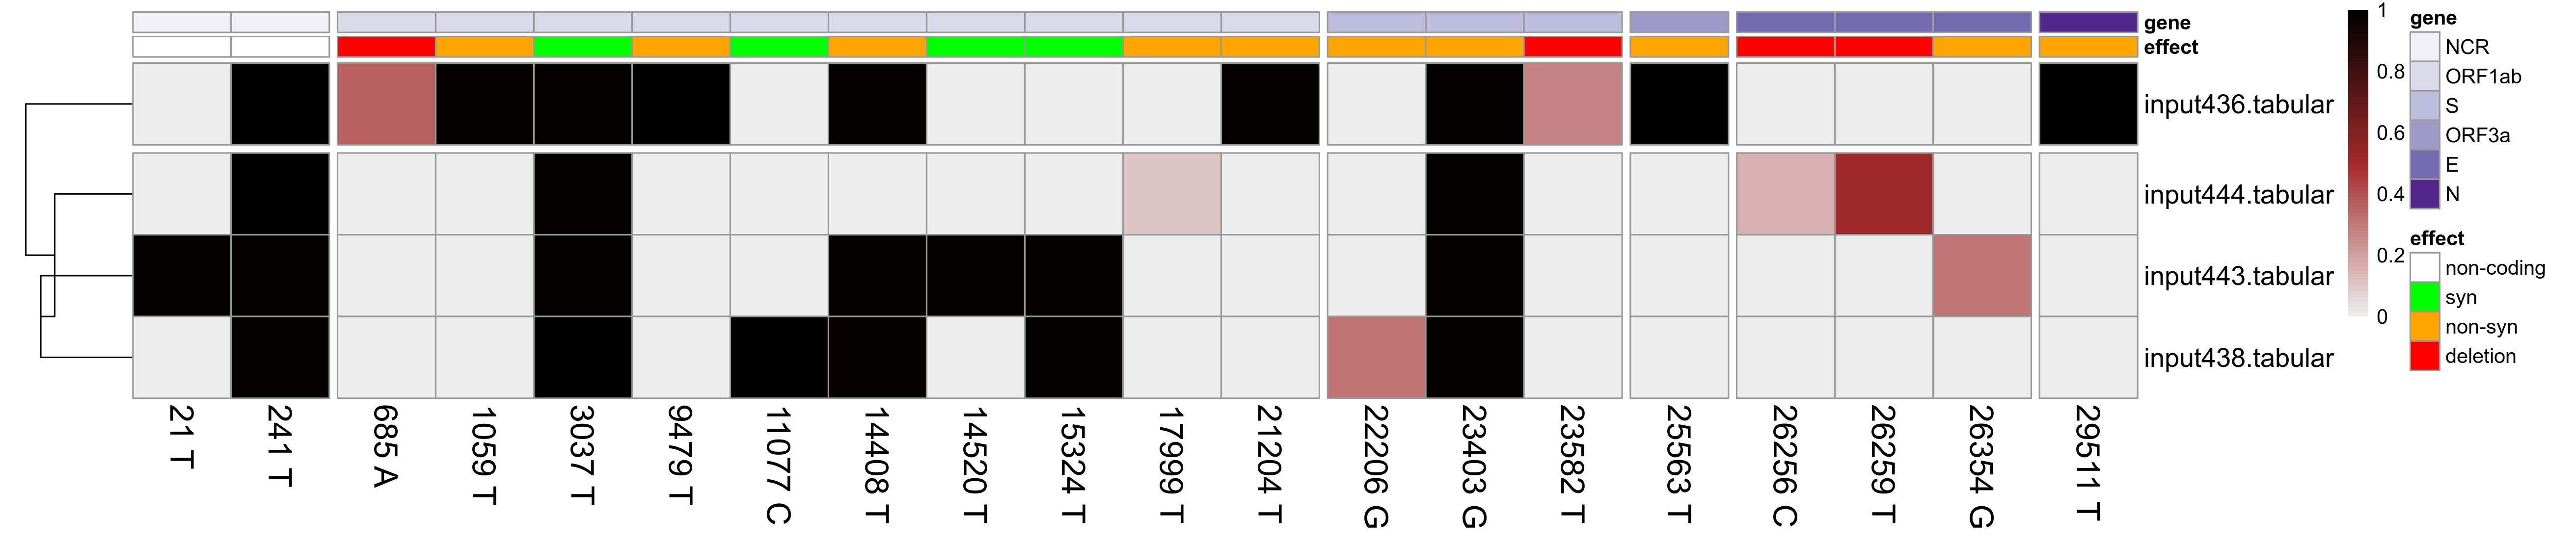 gene
effect
input436.tabular
input444.tabular
input443.tabular
input438.tabular
21 T
241 T
685 A
1059 T
3037 T
9479 T
11077 C
14408 T
14520 T
15324 T
17999 T
21204 T
22206 G
23403 G
23582 T
25563 T
26256 C
26259 T
26354 G
29511 T
1
0.8
0.6
0.4
0.2
0
gene
NCR
ORF1ab
S
ORF3a
E
N
effect
non-coding
syn
non-syn
deletion